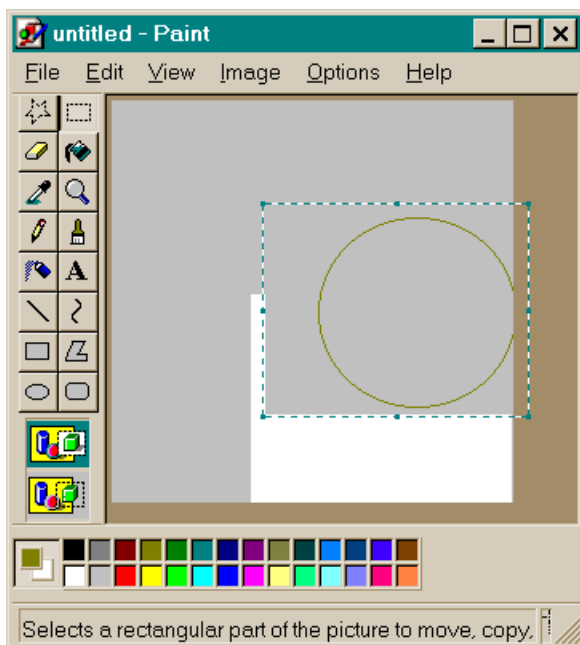 untitled - Paint
File Edit View Image Options Help
A
Selects a rectangular part of the picture to move, copy,